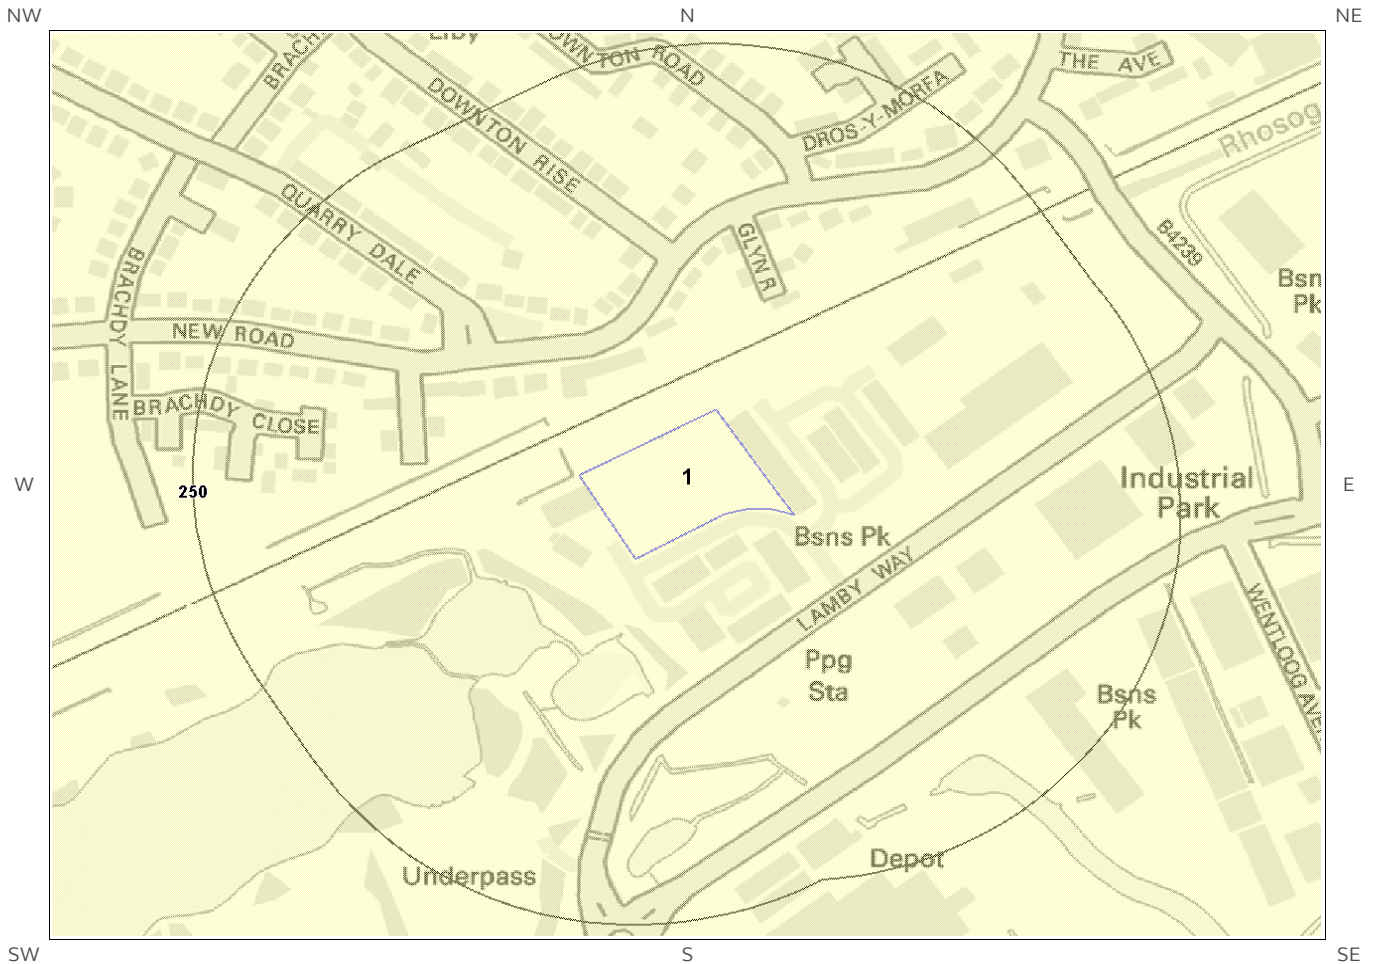 NW
N
NE
BRACH
OWNTON ROAD
THE AVE
DOWNTON RISE
DROS-Y-MORFA
Rhosog
QUARRY DALE
BRACHDY LANE
GLYN R
B4239
Bsn
Pk
NEW ROAD
BRACHDY CLOSE
W
250
1
Industrial
Park
E
Bsns Pk
LAMBY WAY
WENTLOOG AVE
Ppg
Sta
Bsns
Pk
Underpass
Depot
SW
S
SE